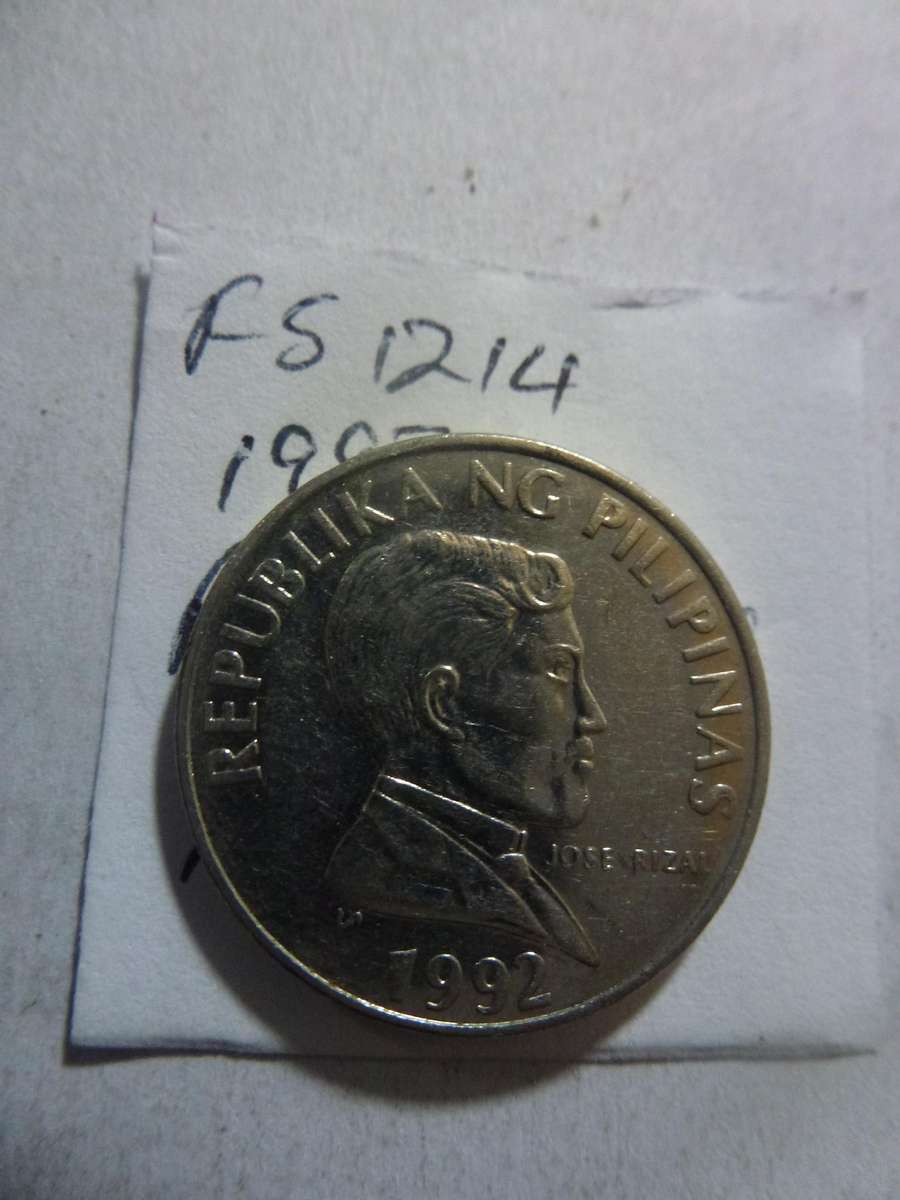 FS 1214
REPUBLIKA NG PILIPINAS
JOSE RIZAL
1992